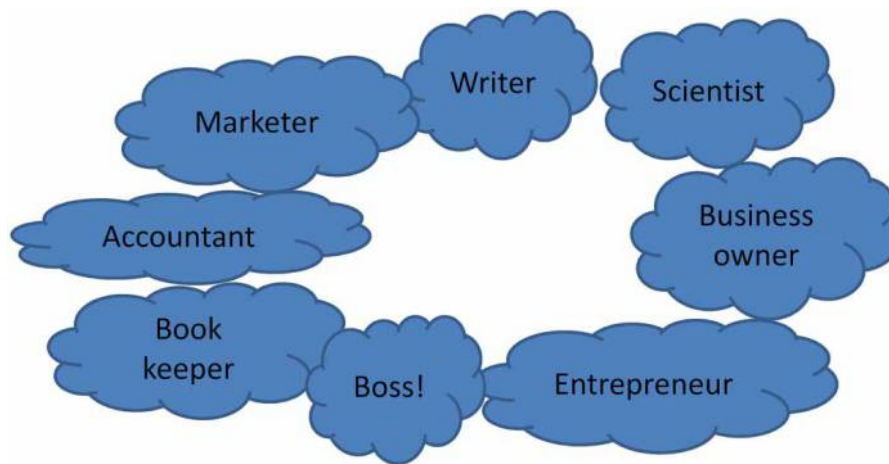 Writer
Scientist
Marketer
Business
owner
Accountant
Book
keeper
Boss!
Entrepreneur